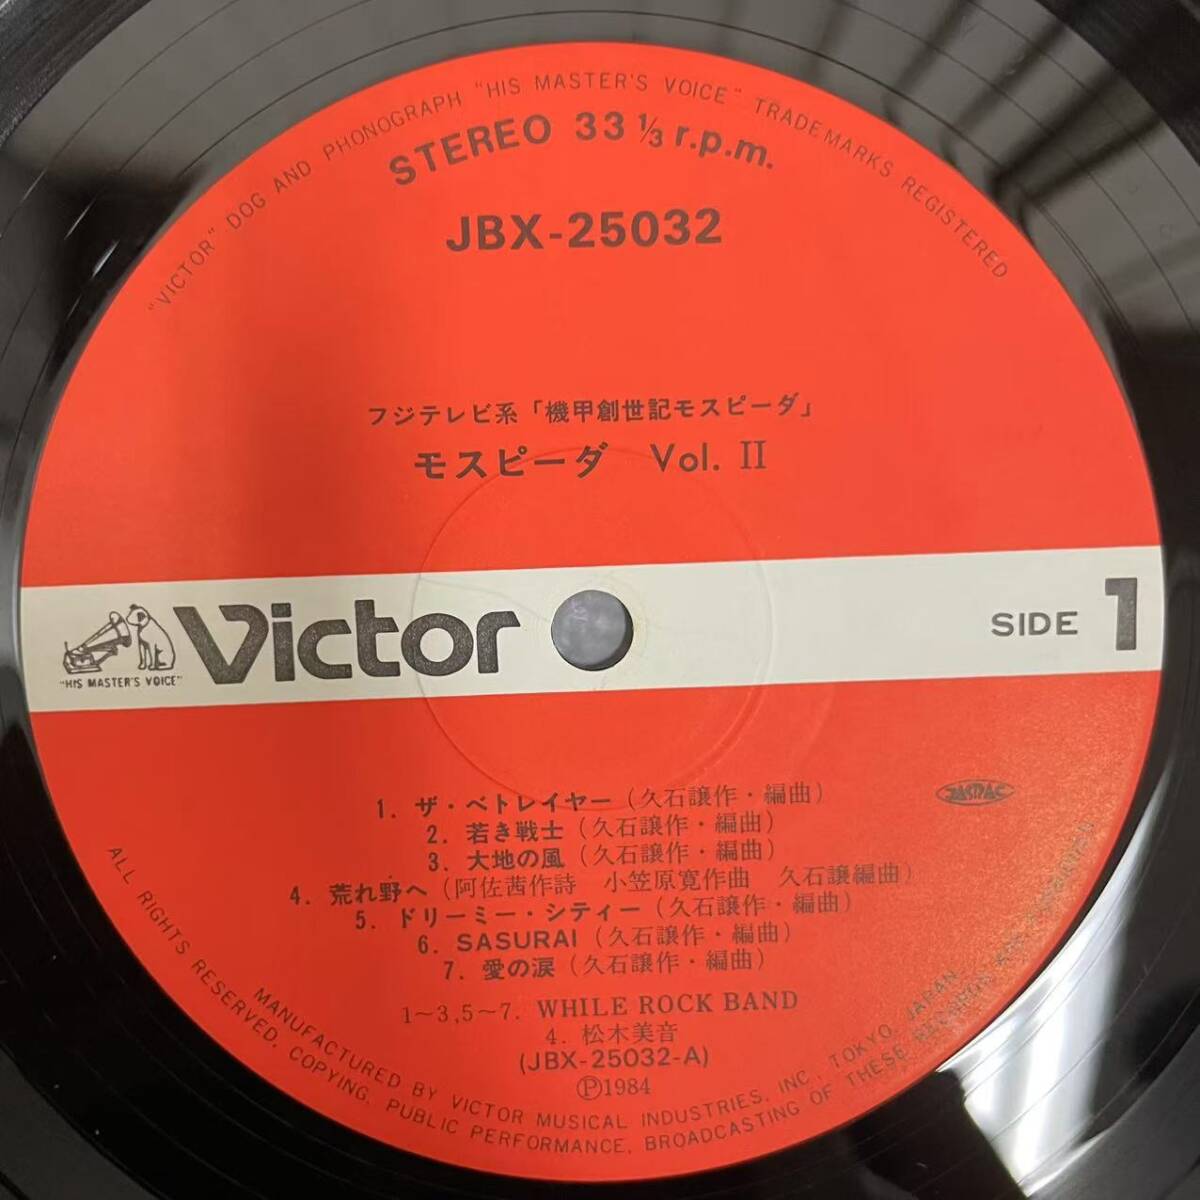 "VICTOR" DOG AND PHONOGRAPH "HIS MASTER'S VOICE" TRADEMARKS REGISTERED
STEREO 33 1/3 r.p.m.
JBX-25032
フジテレビ系「機甲創世記モスピーダ」
モスピーダ Vol. II
"HIS MASTER'S VOICE"
Victor
SIDE 1
JASRAC
1. ザ・ベトレイヤー (久石譲作・編曲)
2. 若き戦士 (久石譲作・編曲)
3. 大地の風 (久石譲作・編曲)
4. 荒れ野へ (阿佐茜作詩 小笠原寛作曲 久石譲編曲)
5. ドリーミー・シティー (久石譲作・編曲)
6. SASURAI (久石譲作・編曲)
7. 愛の涙 (久石譲作・編曲)
1〜3,5〜7. WHILE ROCK BAND
4. 松木美音
(JBX-25032-A)
Ⓟ1984
MANUFACTURED BY VICTOR MUSICAL INDUSTRIES, INC., TOKYO, JAPAN
ALL RIGHTS RESERVED. COPYING, PUBLIC PERFORMANCE, BROADCASTING OF THESE RECORDS ARE